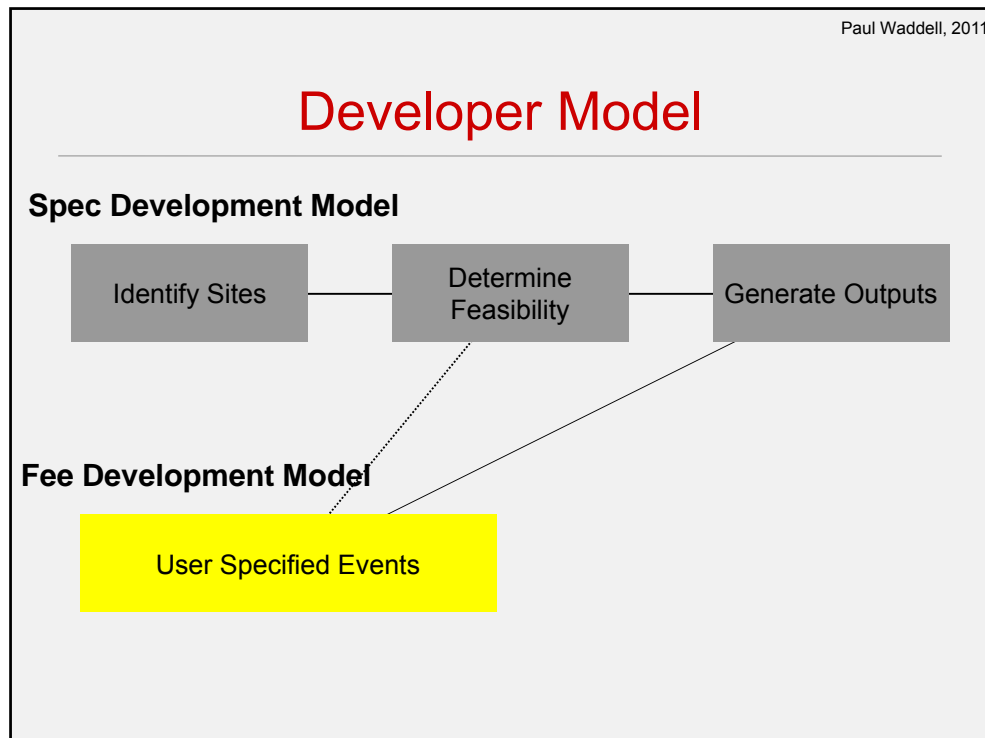 Paul Waddell, 2011
Developer Model
Spec Development Model
Identify Sites
Determine
Feasibility
Generate Outputs
Fee Development Model
User Specified Events